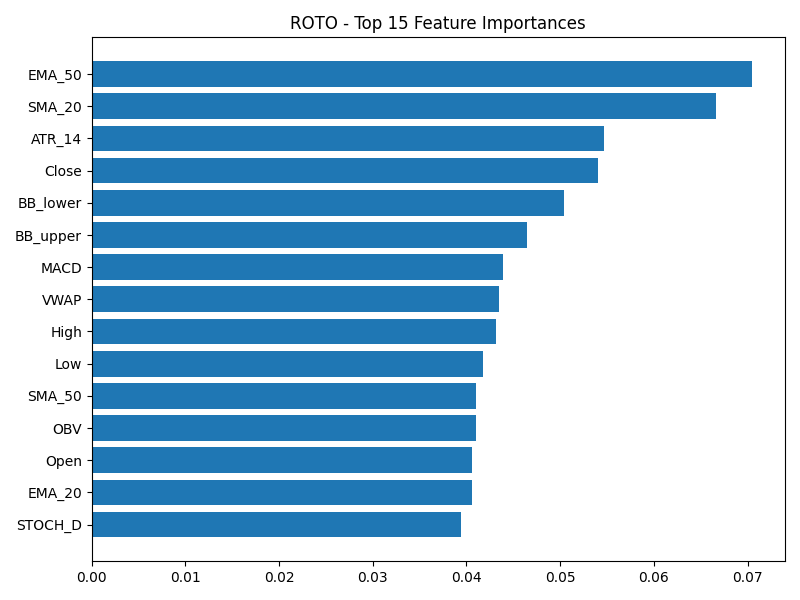 ROTO - Top 15 Feature Importances
EMA_50
SMA_20
ATR_14
Close
BB_lower
BB_upper
MACD
VWAP
High
Low
SMA_50
OBV
Open
EMA_20
STOCH_D
0.00 0.01 0.02 0.03 0.04 0.05 0.06 0.07